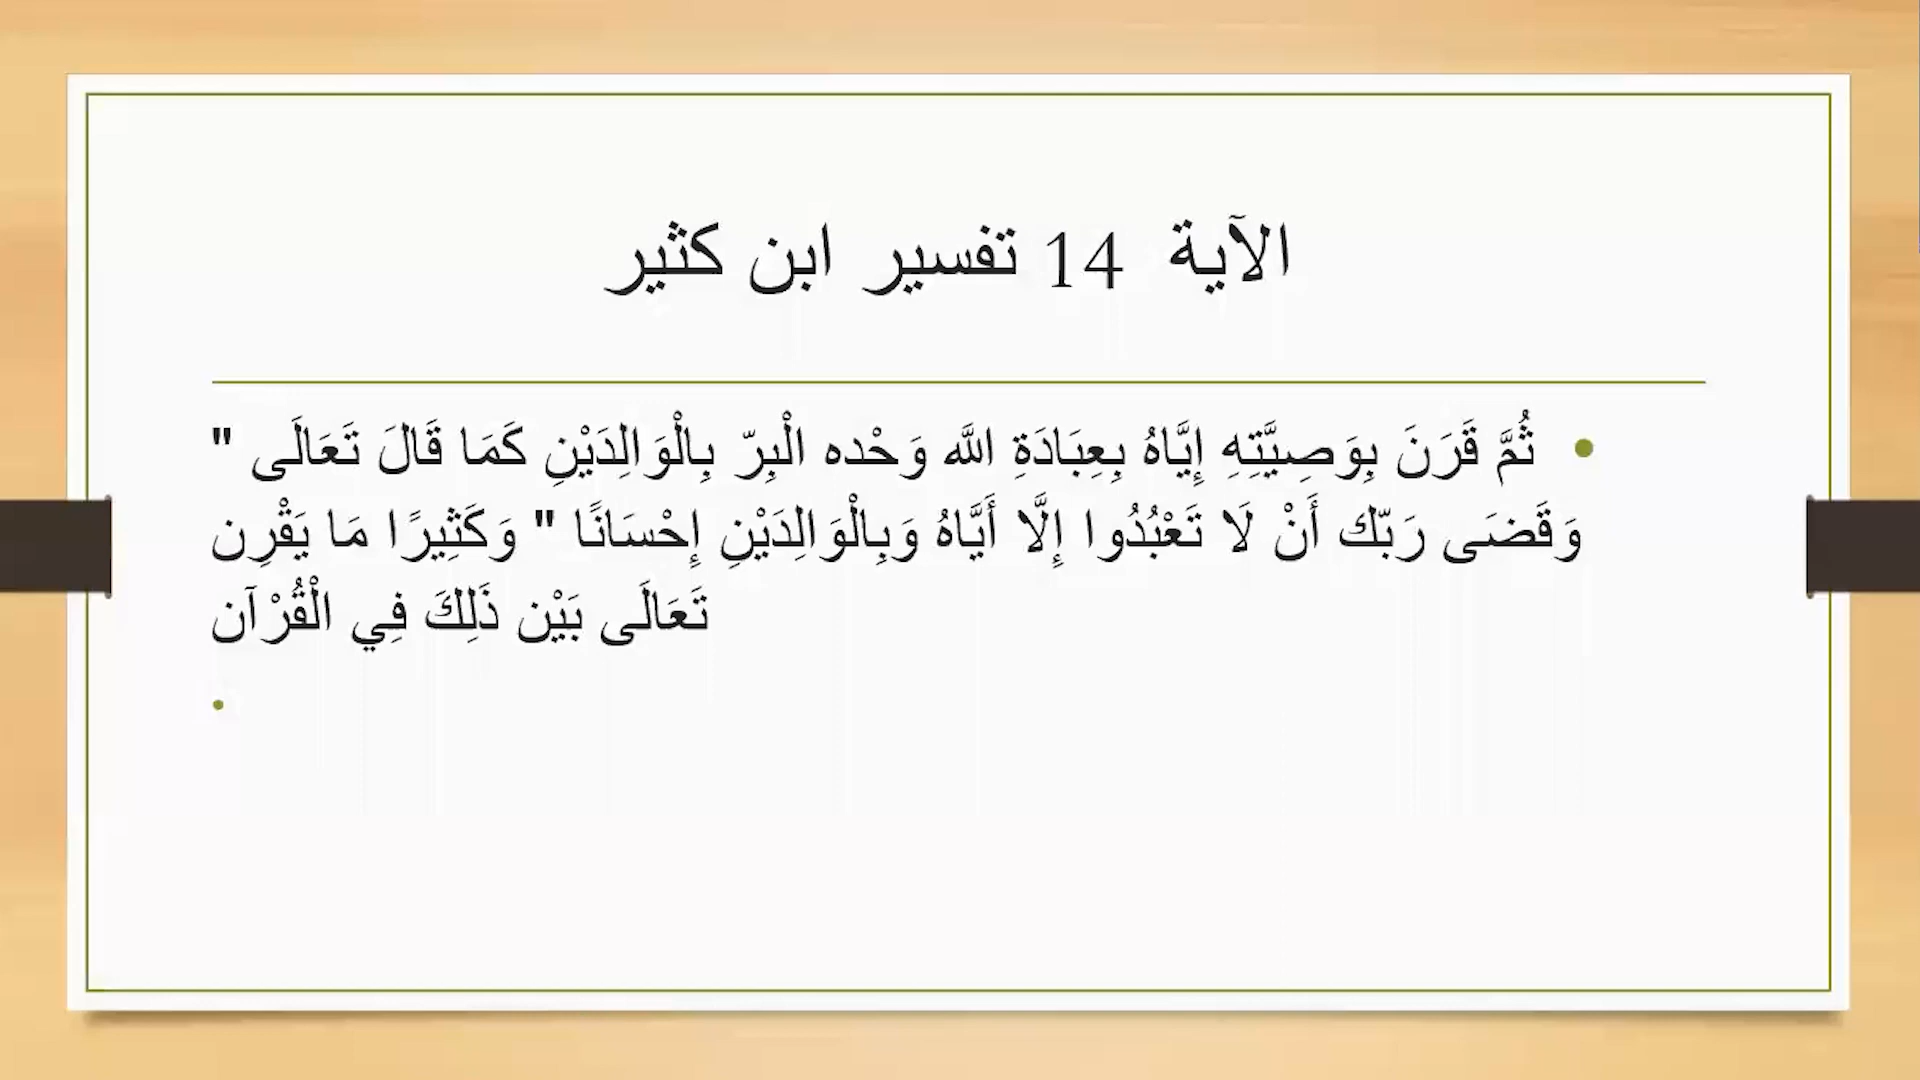 الآية 14 تفسير ابن كثير
ثُمَّ قَرَنَ بِوَصِيَّتِهِ إِيَّاهُ بِعِبَادَةِ اللَّه وَحْده الْبِرّ بِالْوَالِدَيْنِ كَمَا قَالَ تَعَالَى "
وَقَضَى رَبّك أَنْ لَا تَعْبُدُوا إِلَّا أَيَّاهُ وَبِالْوَالِدَيْنِ إِحْسَانًا " وَكَثِيرًا مَا يَقْرِن
تَعَالَى بَيْن ذَلِكَ فِي الْقُرْآن